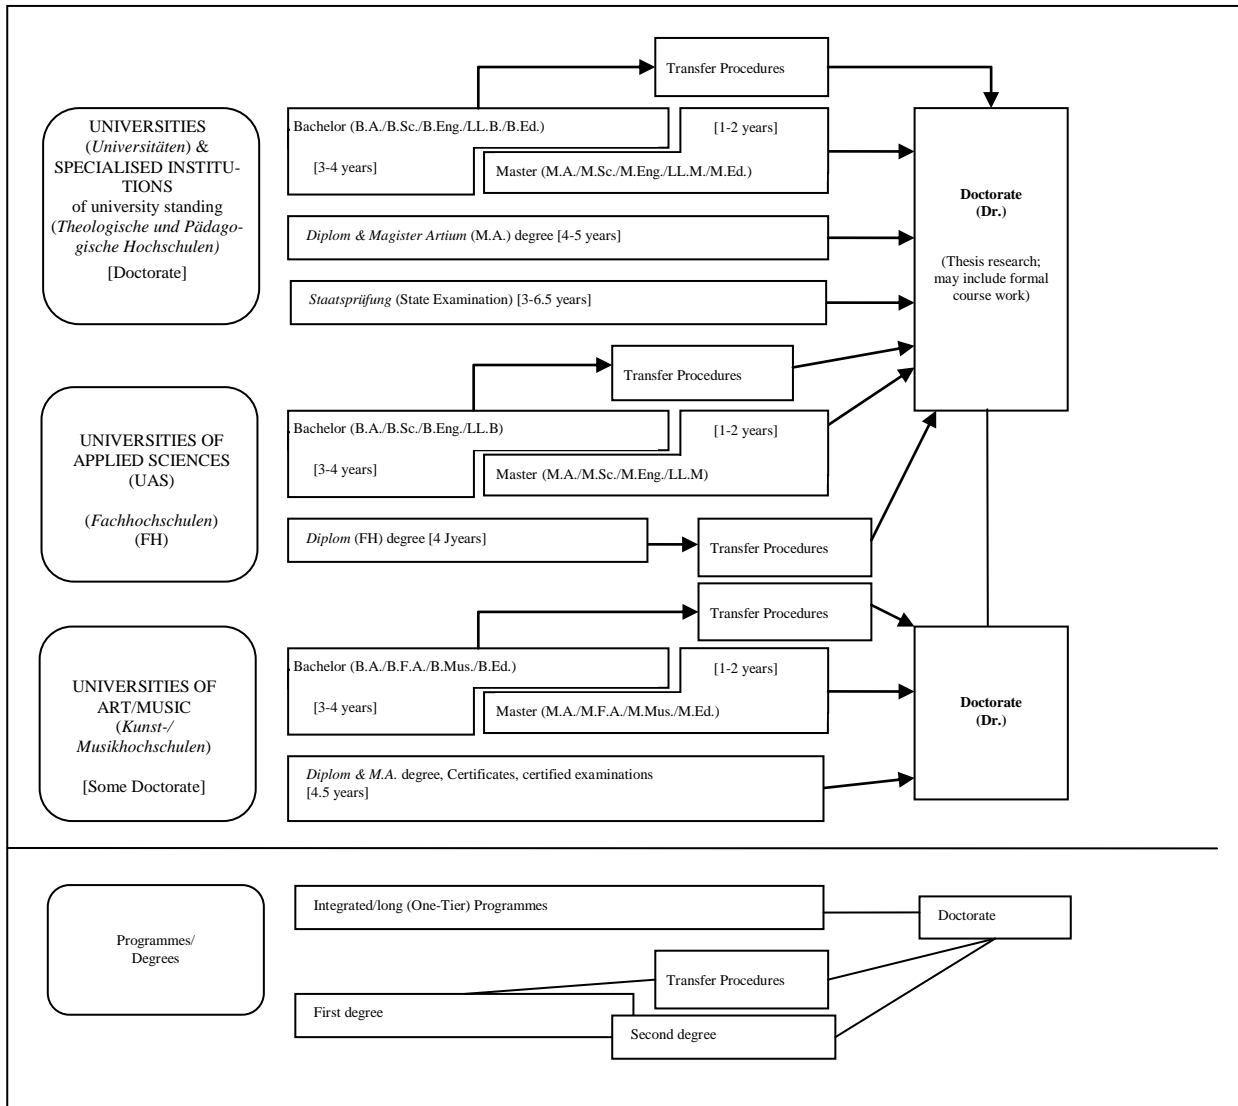 Transfer Procedures
UNIVERSITIES
(Universitäten) &
SPECIALISED INSTITU-
TIONS
of university standing
(Theologische und Pädago-
gische Hochschulen)
[Doctorate]
Bachelor (B.A./B.Sc./B.Eng./LL.B./B.Ed.)
[3-4 years]
[1-2 years]
Master (M.A./M.Sc./M.Eng./LL.M./M.Ed.)
Diplom & Magister Artium (M.A.) degree [4-5 years]
Staatsprüfung (State Examination) [3-6.5 years]
Doctorate
(Dr.)
(Thesis research;
may include formal
course work)
Transfer Procedures
UNIVERSITIES OF
APPLIED SCIENCES
(UAS)
(Fachhochschulen)
(FH)
Bachelor (B.A./B.Sc./B.Eng./LL.B)
[3-4 years]
[1-2 years]
Master (M.A./M.Sc./M.Eng./LL.M)
Diplom (FH) degree [4 Jyears]
Transfer Procedures
Transfer Procedures
UNIVERSITIES OF
ART/MUSIC
(Kunst-/
Musikhochschulen)
[Some Doctorate]
Bachelor (B.A./B.F.A./B.Mus./B.Ed.)
[3-4 years]
[1-2 years]
Master (M.A./M.F.A./M.Mus./M.Ed.)
Diplom & M.A. degree, Certificates, certified examinations
[4.5 years]
Doctorate
(Dr.)
Programmes/
Degrees
Integrated/long (One-Tier) Programmes
Doctorate
Transfer Procedures
First degree
Second degree